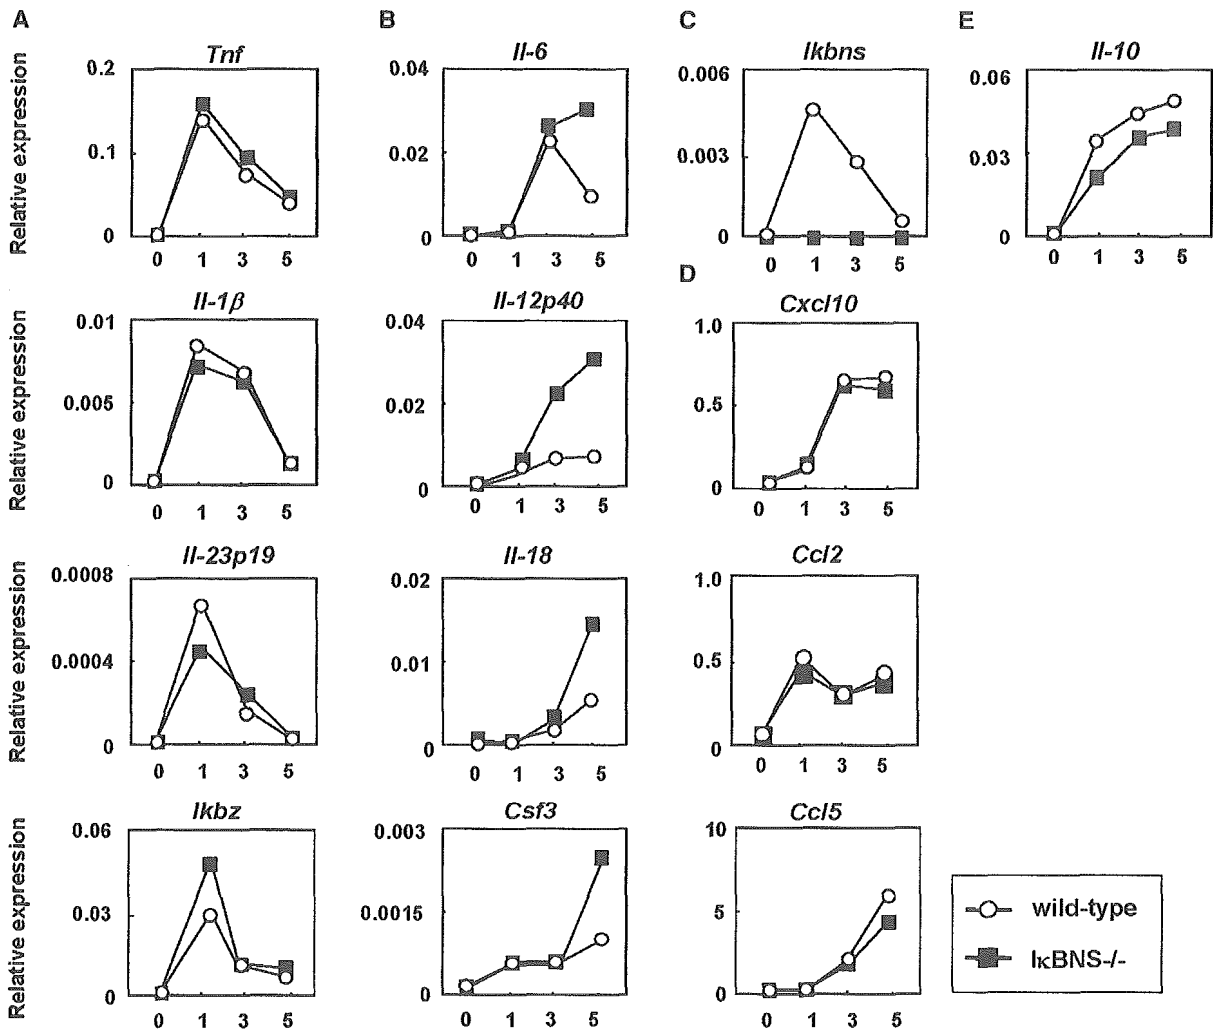 A
B
C
E
Tnf
Il-6
Ikbns
Il-10
Relative expression
0.2
0.1
0
0 1 3 5
0.04
0.02
0
0 1 3 5
0.006
0.003
0
0 1 3 5
0.06
0.03
0
0 1 3 5
D
Il-1β
Il-12p40
Cxcl10
Relative expression
0.01
0.005
0
0 1 3 5
0.04
0.02
0
0 1 3 5
1.0
0.5
0
0 1 3 5
Il-23p19
Il-18
Ccl2
Relative expression
0.0008
0.0004
0
0 1 3 5
0.02
0.01
0
0 1 3 5
1.0
0.5
0
0 1 3 5
Ikbz
Csf3
Ccl5
Relative expression
0.06
0.03
0
0 1 3 5
0.003
0.0015
0
0 1 3 5
10
5
0
0 1 3 5
wild-type
IκBNS-/-